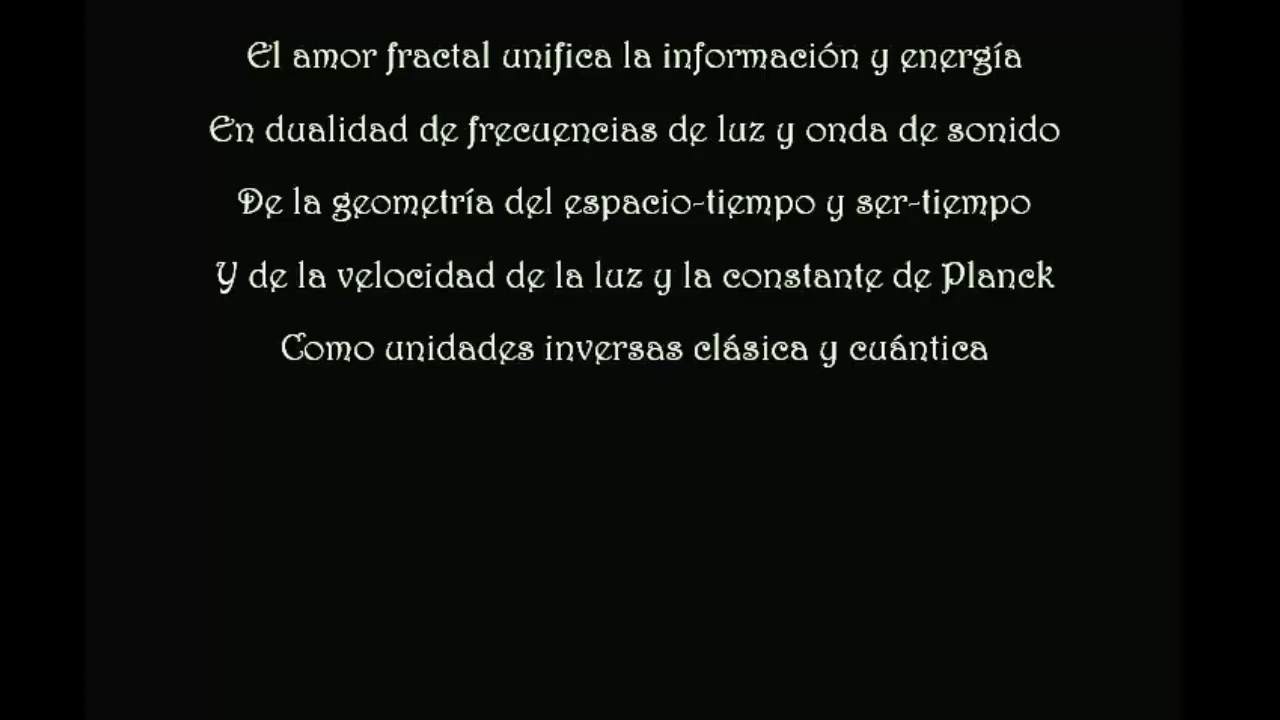 El amor fractal unifica la información y energía
En dualidad de frecuencias de luz y onda de sonido
De la geometría del espacio-tiempo y ser-tiempo
Y de la velocidad de la luz y la constante de Planck
Como unidades inversas clásica y cuántica